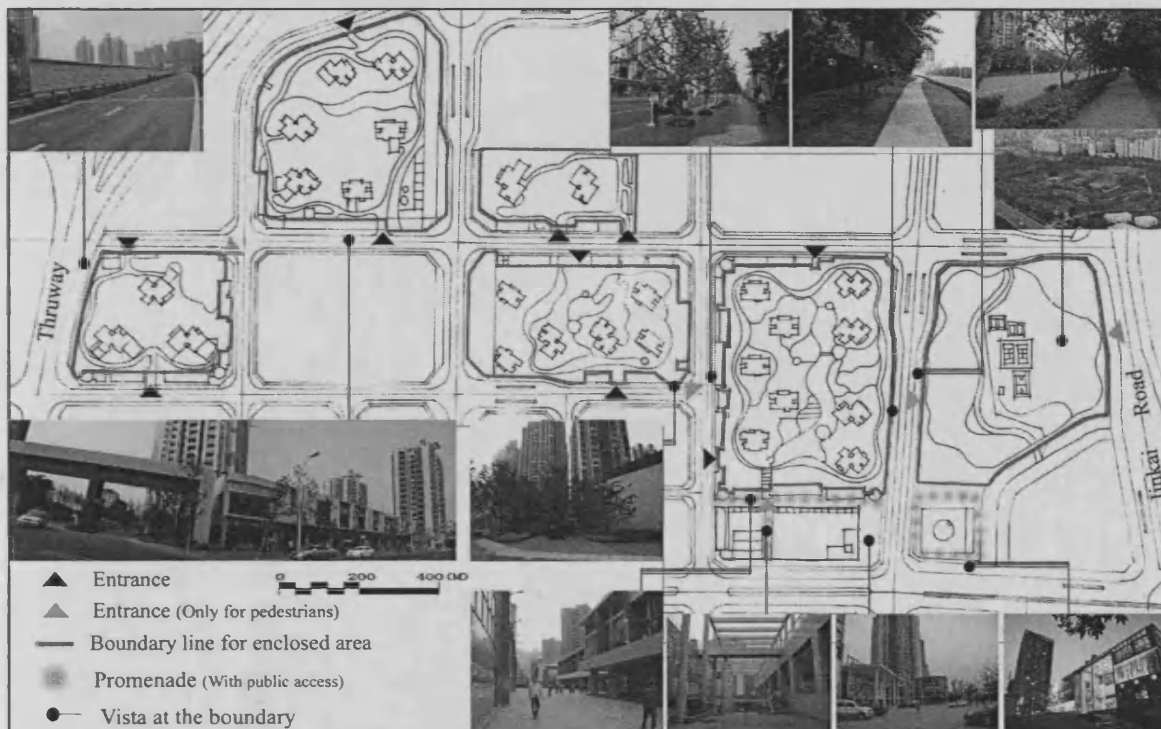 Thruway
Road
Jinkai
0 200 400
Entrance
Entrance (Only for pedestrians)
Boundary line for enclosed area
Promenade (With public access)
Vista at the boundary